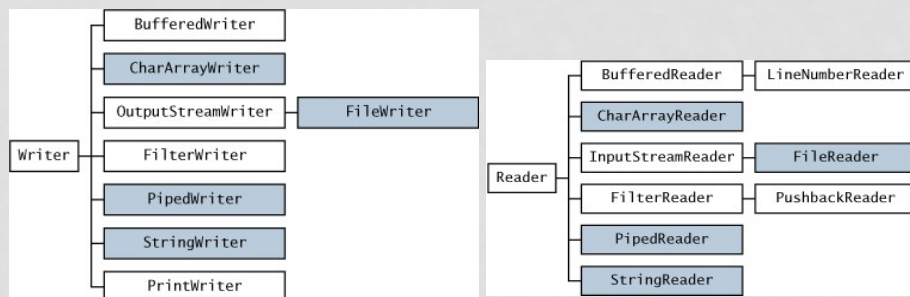 BufferedWriter
CharArrayWriter
OutputStreamWriter FileWriter
Writer FilterWriter
PipedWriter
StringWriter
PrintWriter
BufferedReader LineNumberReader
CharArrayReader
InputStreamReader FileReader
Reader
FilterReader PushbackReader
PipedReader
StringReader